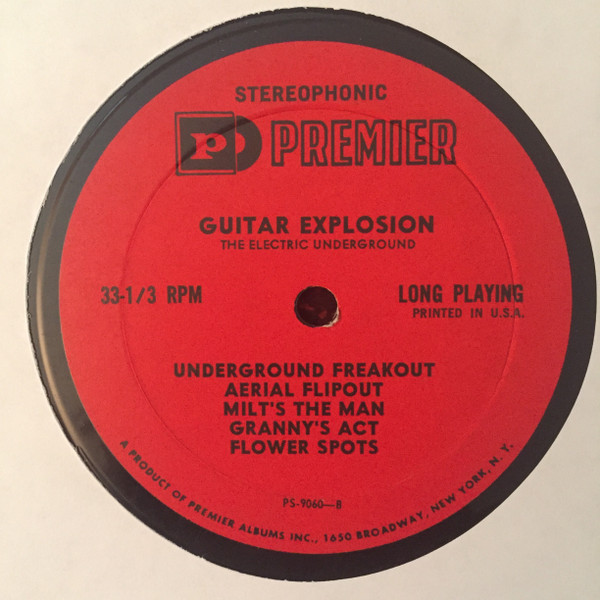 STEREOPHONIC
P PREMIER
GUITAR EXPLOSION
THE ELECTRIC UNDERGROUND
33-1/3 RPM
LONG PLAYING
PRINTED IN U.S.A.
UNDERGROUND FREAKOUT
AERIAL FLIPOUT
MILT'S THE MAN
GRANNY'S ACT
FLOWER SPOTS
PS-9060—B
A PRODUCT OF PREMIER ALBUMS INC., 1650 BROADWAY, NEW YORK, N.Y.